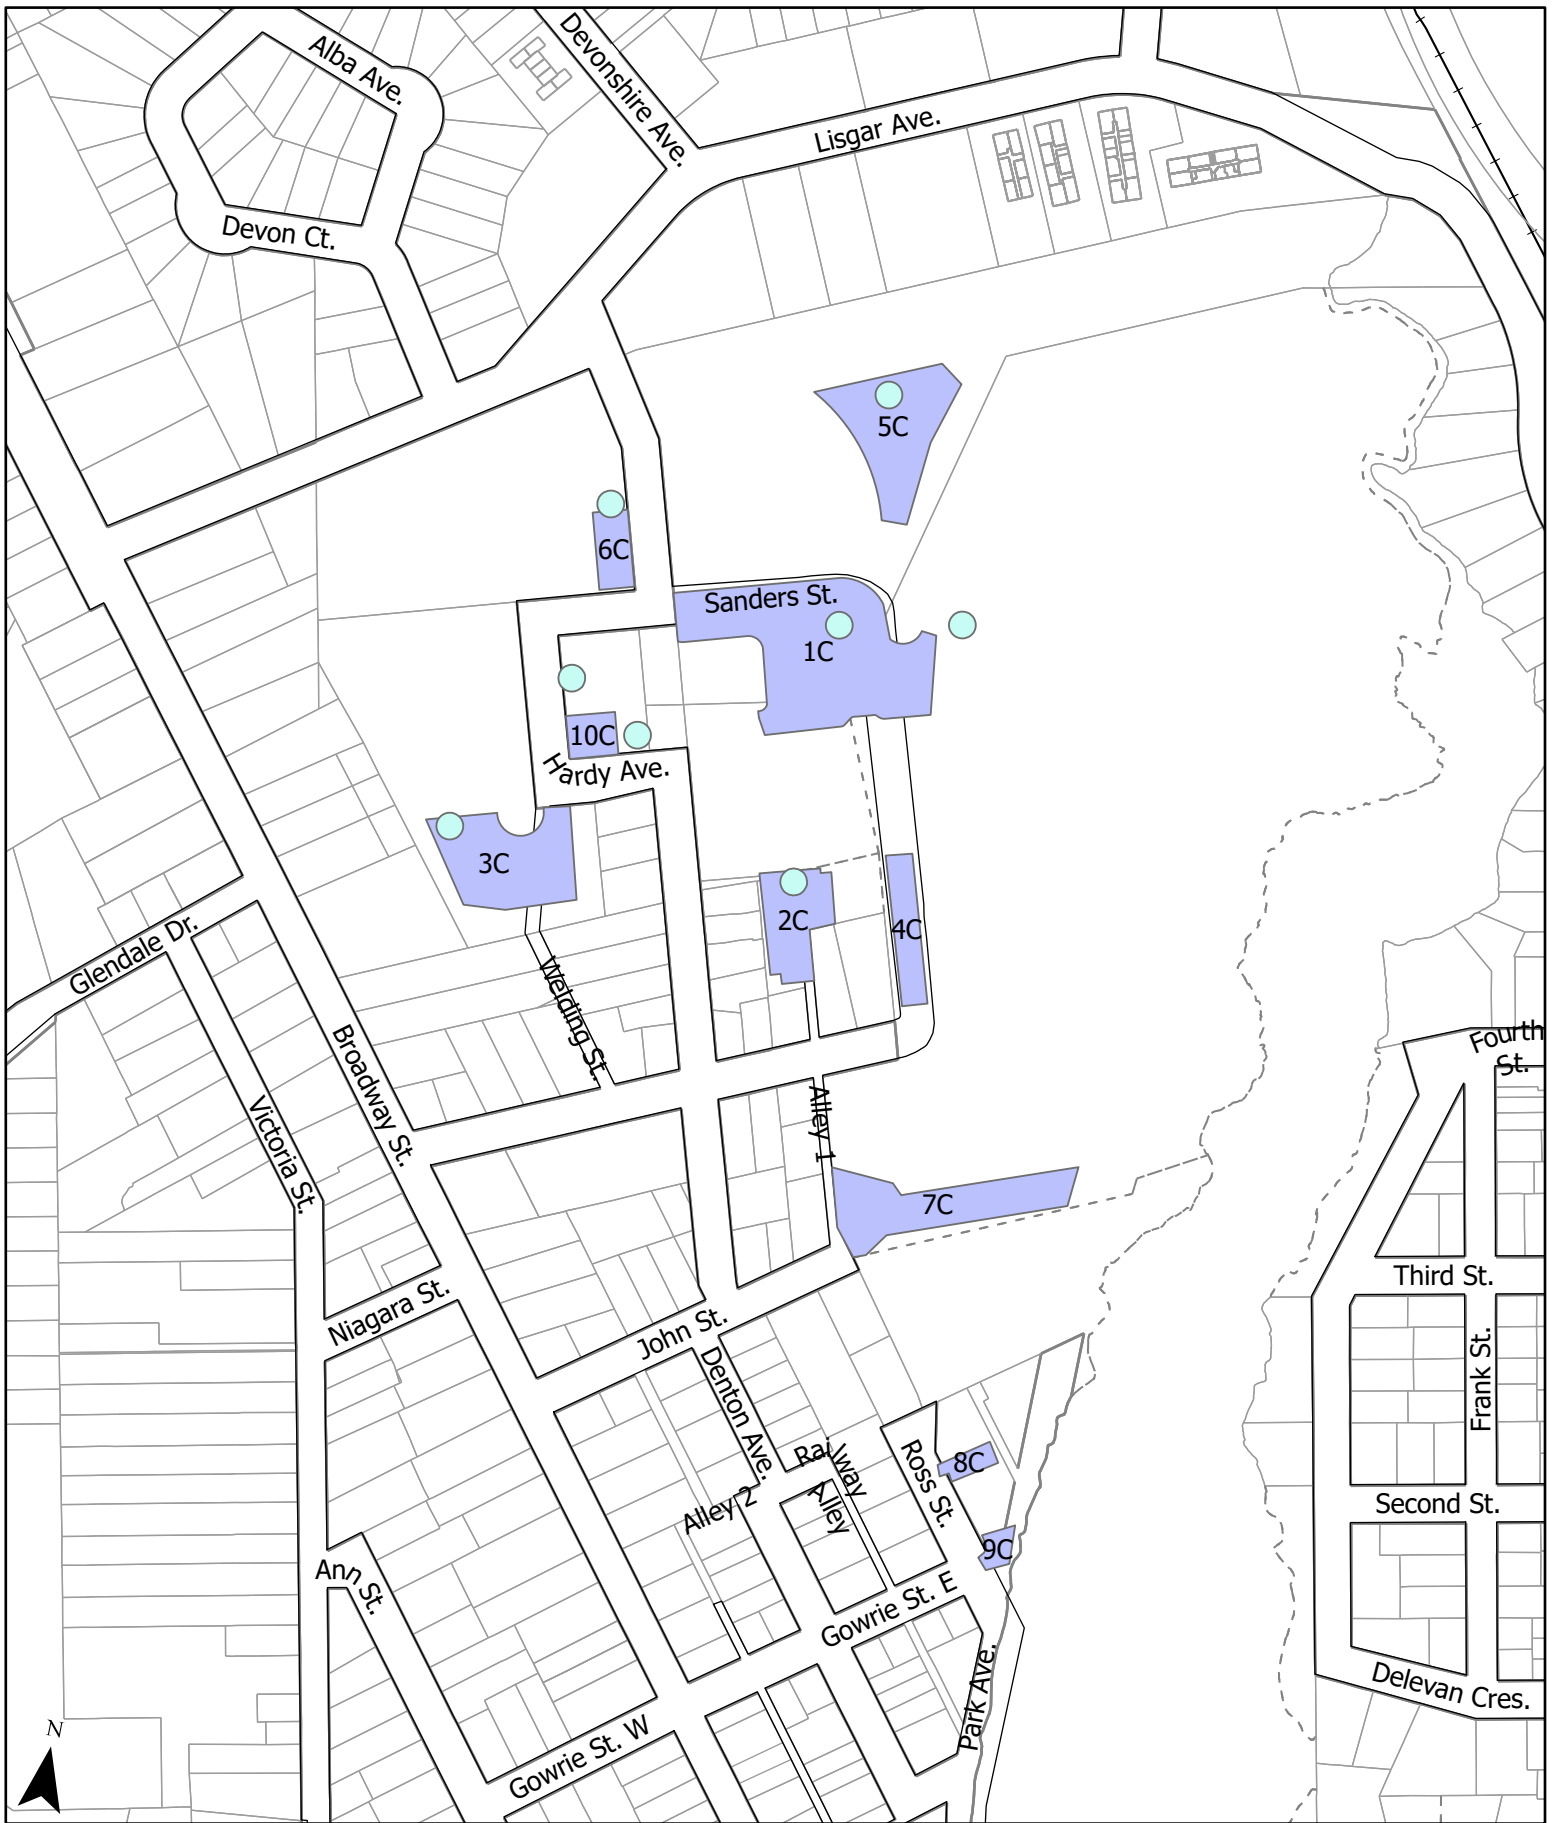 Alba Ave.
Devonshire Ave.
Lisgar Ave.
Devon Ct.
5C
6C
Sanders St.
1C
10C
Hardy Ave.
3C
2C
4C
Glendale Dr.
Welding St.
Broadway St.
Victoria St.
Alley 1
Fourth
St.
7C
Third St.
Niagara St.
John St.
Denton Ave.
Frank St.
Railway
Alley
Ross St.
8C
Alley 2
Second St.
9C
Ann St.
Gowrie St. E
Park Ave.
Delevan Cres.
Gowrie St. W
N